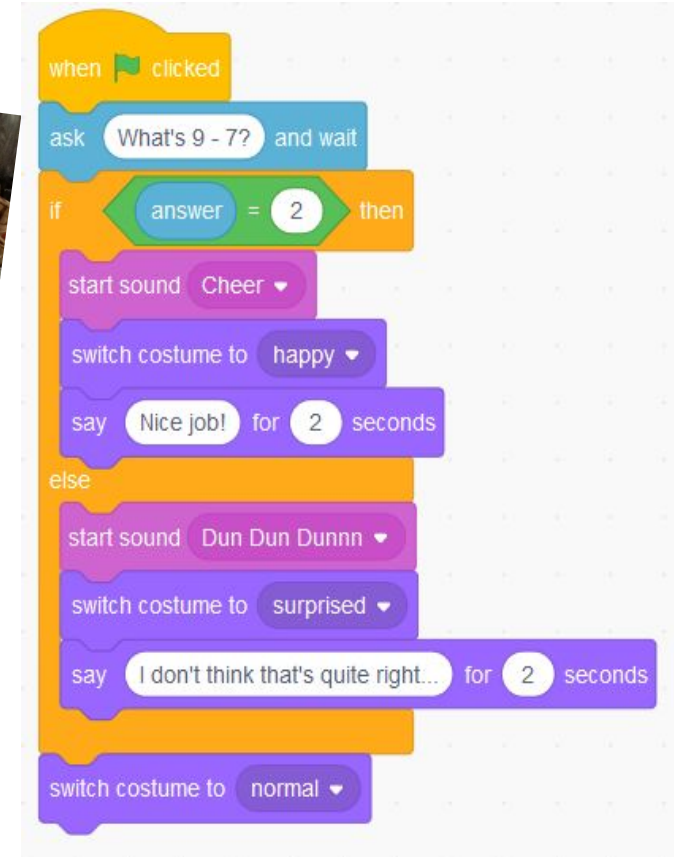 when clicked
ask What's 9 - 7? and wait
if answer = 2 then
start sound Cheer
switch costume to happy
say Nice job! for 2 seconds
else
start sound Dun Dun Dunnn
switch costume to surprised
say I don't think that's quite right... for 2 seconds
switch costume to normal